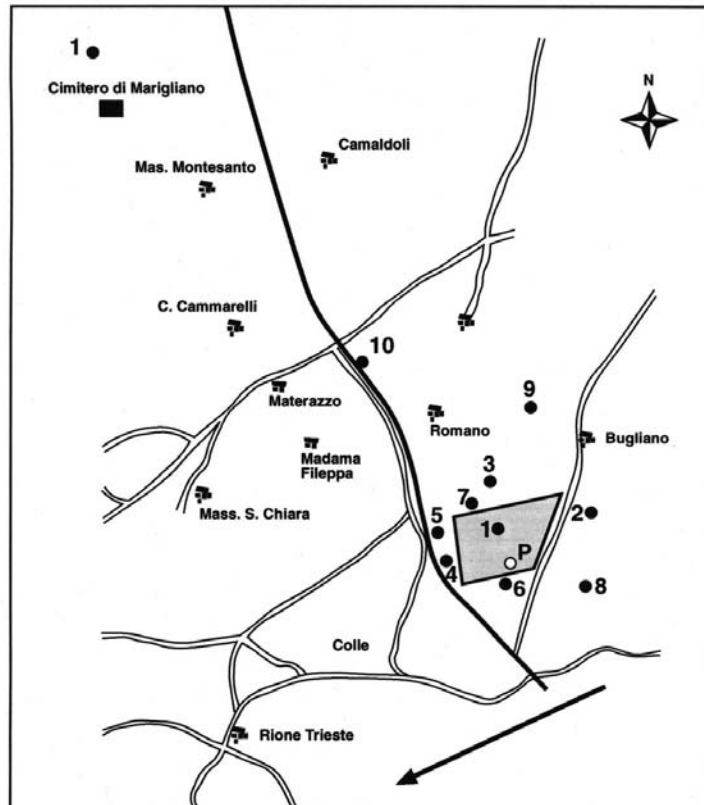 1
Cimitero di Marigliano
N
Camaldoli
Mas. Montesanto
C. Cammarelli
10
Materazzo
9
Romano
Bugliano
Madama
Fileppa
3
Mass. S. Chiara
7
5
1
2
P
4
6
8
Colle
Rione Trieste